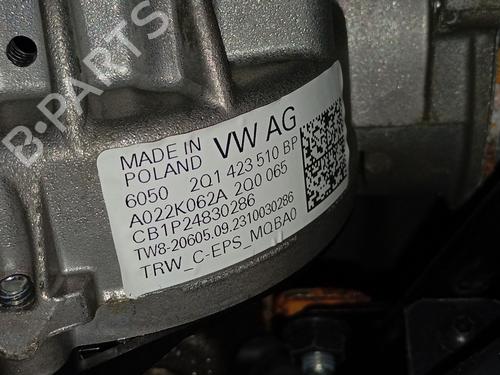 B-PARTS
MADE IN
POLAND
VW AG
6050 2Q1 423 510 BP
A022K062A 2Q0 065
CB1P24830286
TW8-20605.09.2310030286
TRW_C-EPS_MQBA0